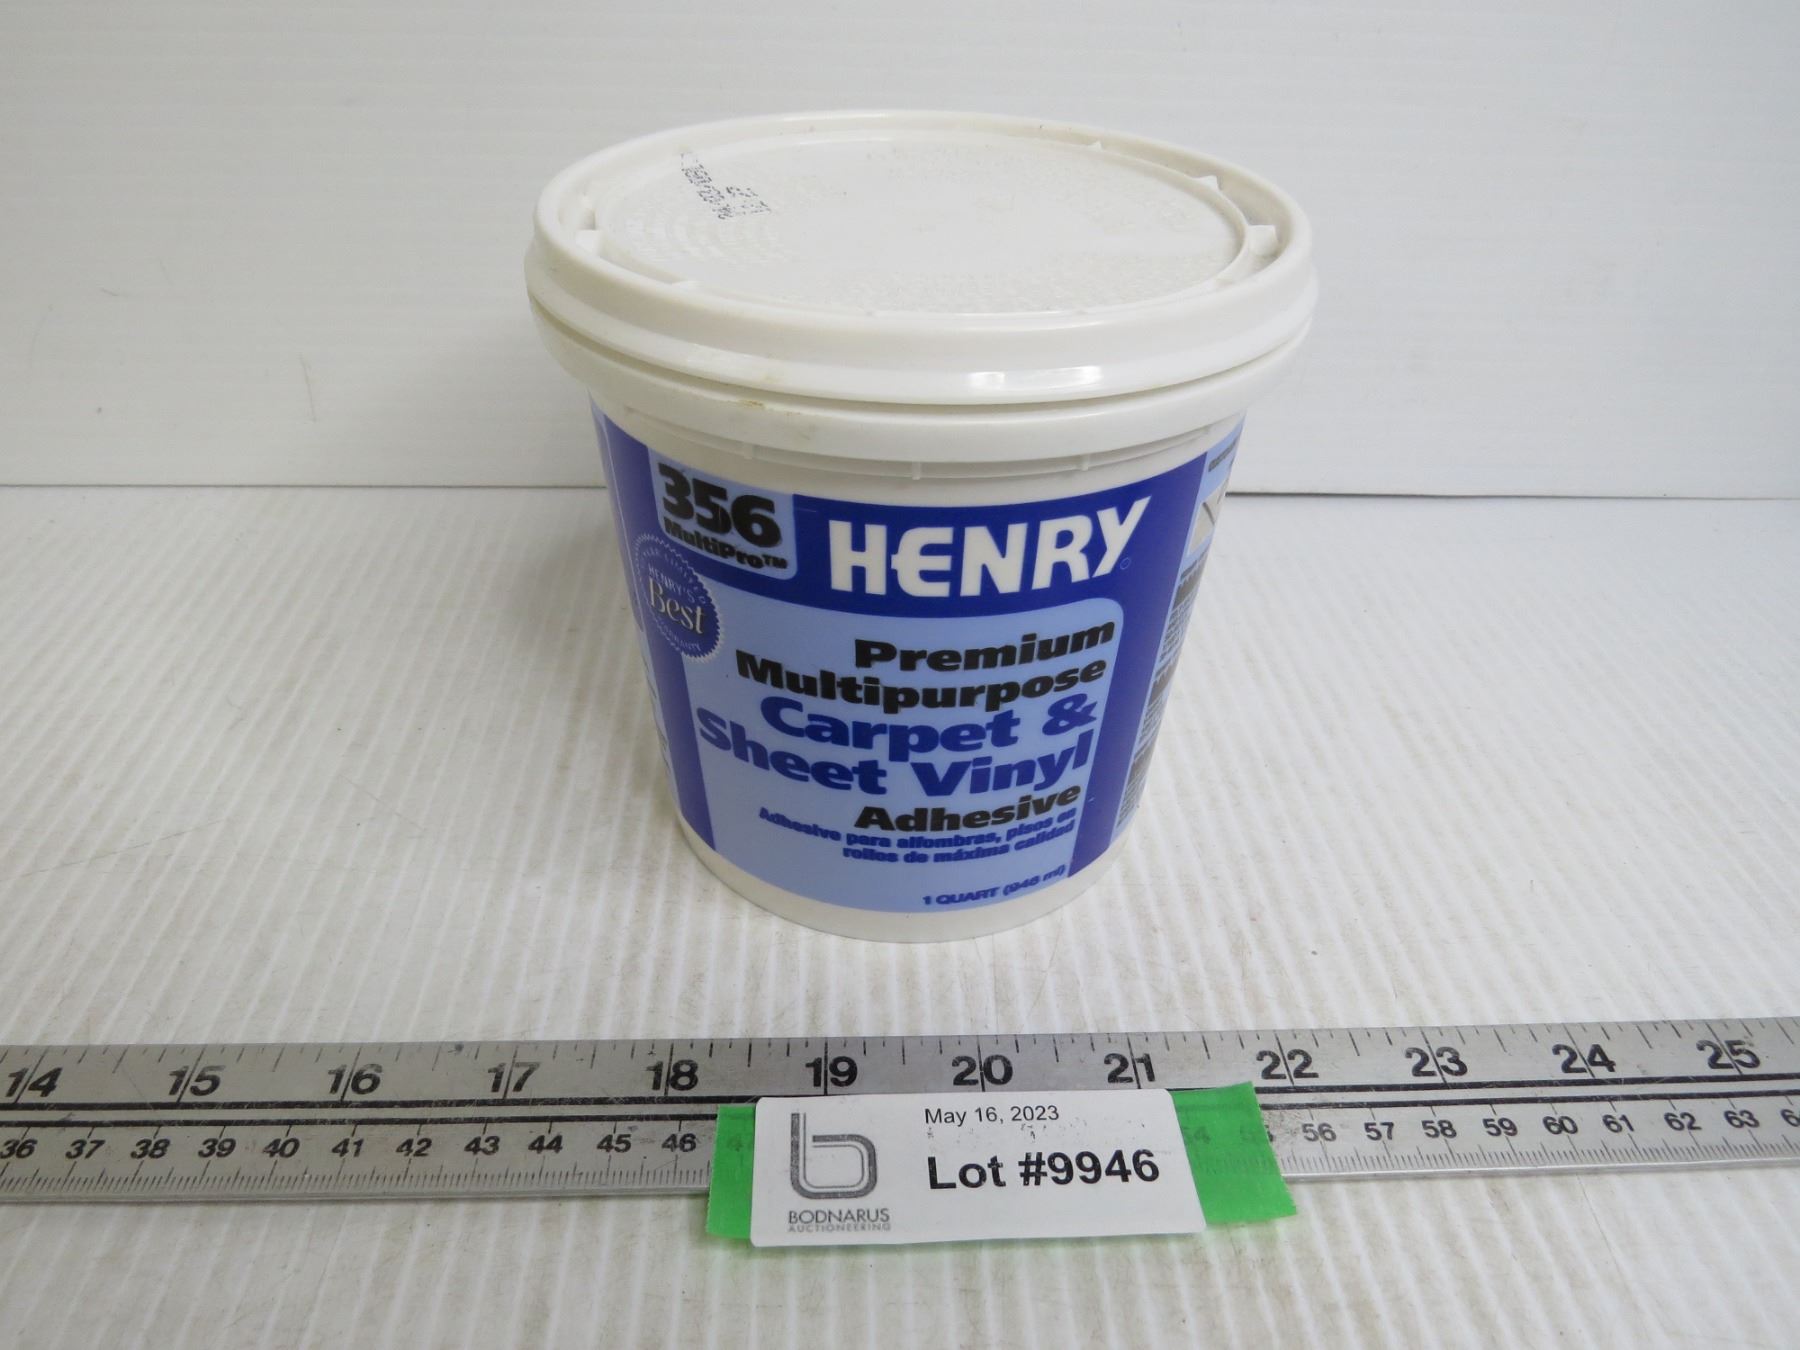 356
MultiPro™
HENRY
HENRY'S
Best
Premium
Multipurpose
Carpet &
Sheet Vinyl
Adhesive
Adhesivo para alfombras, pisos en
rollos de máxima calidad
1 QUART (946 ml)
14 15 16 17 18 19 20 21 22 23 24 25
36 37 38 39 40 41 42 43 44 45 46 56 57 58 59 60 61 62 63
May 16, 2023
Lot #9946
BODNARUS
AUCTIONEERING